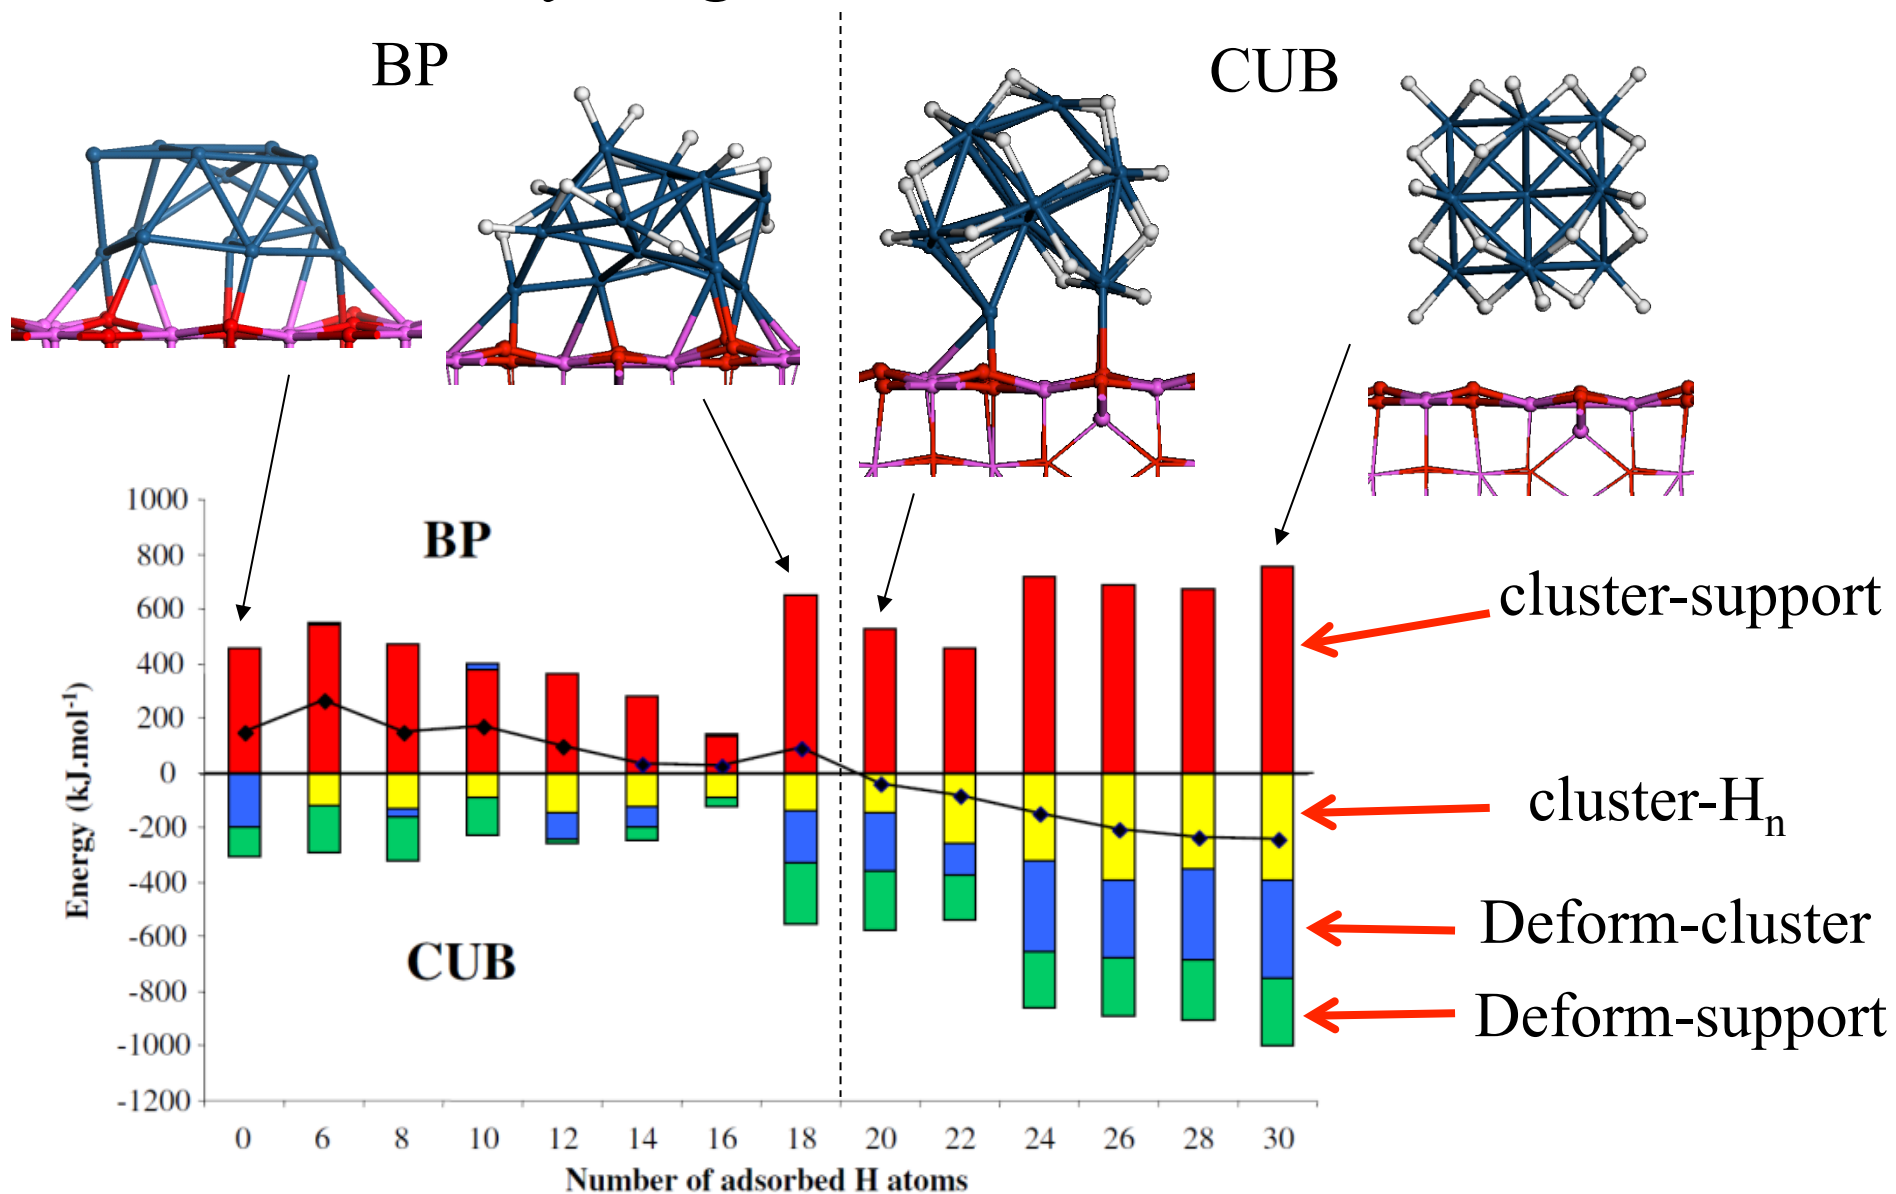 BP
CUB
1000
800
600
400
200
0
-200
-400
-600
-800
-1000
-1200
Energy (kJ.mol⁻¹)
BP
CUB
cluster-support
cluster-Hₙ
Deform-cluster
Deform-support
0 6 8 10 12 14 16 18 20 22 24 26 28 30
Number of adsorbed H atoms